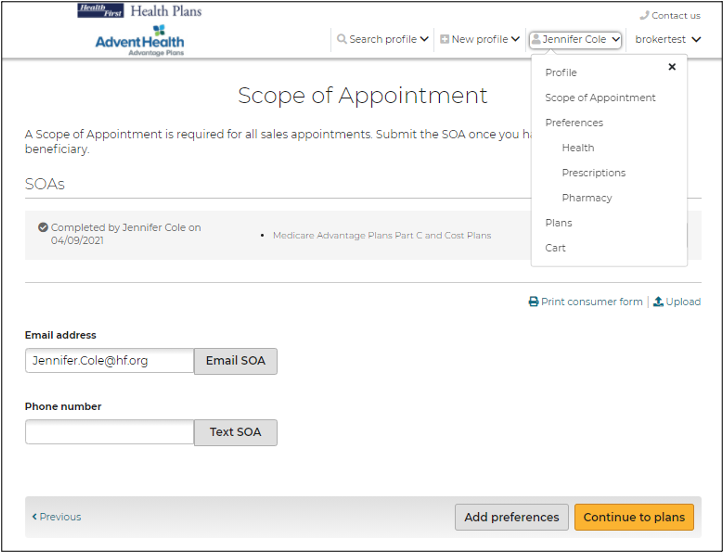 Health First Health Plans
AdventHealth
Advantage Plans
Contact us
Search profile
New profile
Jennifer Cole
brokertest
Profile
Scope of Appointment
Preferences
Health
Prescriptions
Pharmacy
Plans
Cart
Scope of Appointment
A Scope of Appointment is required for all sales appointments. Submit the SOA once you ha
beneficiary.
SOAs
Completed by Jennifer Cole on
04/09/2021
• Medicare Advantage Plans Part C and Cost Plans
Print consumer form | Upload
Email address
Jennifer.Cole@hf.org Email SOA
Phone number
Text SOA
Previous Add preferences Continue to plans